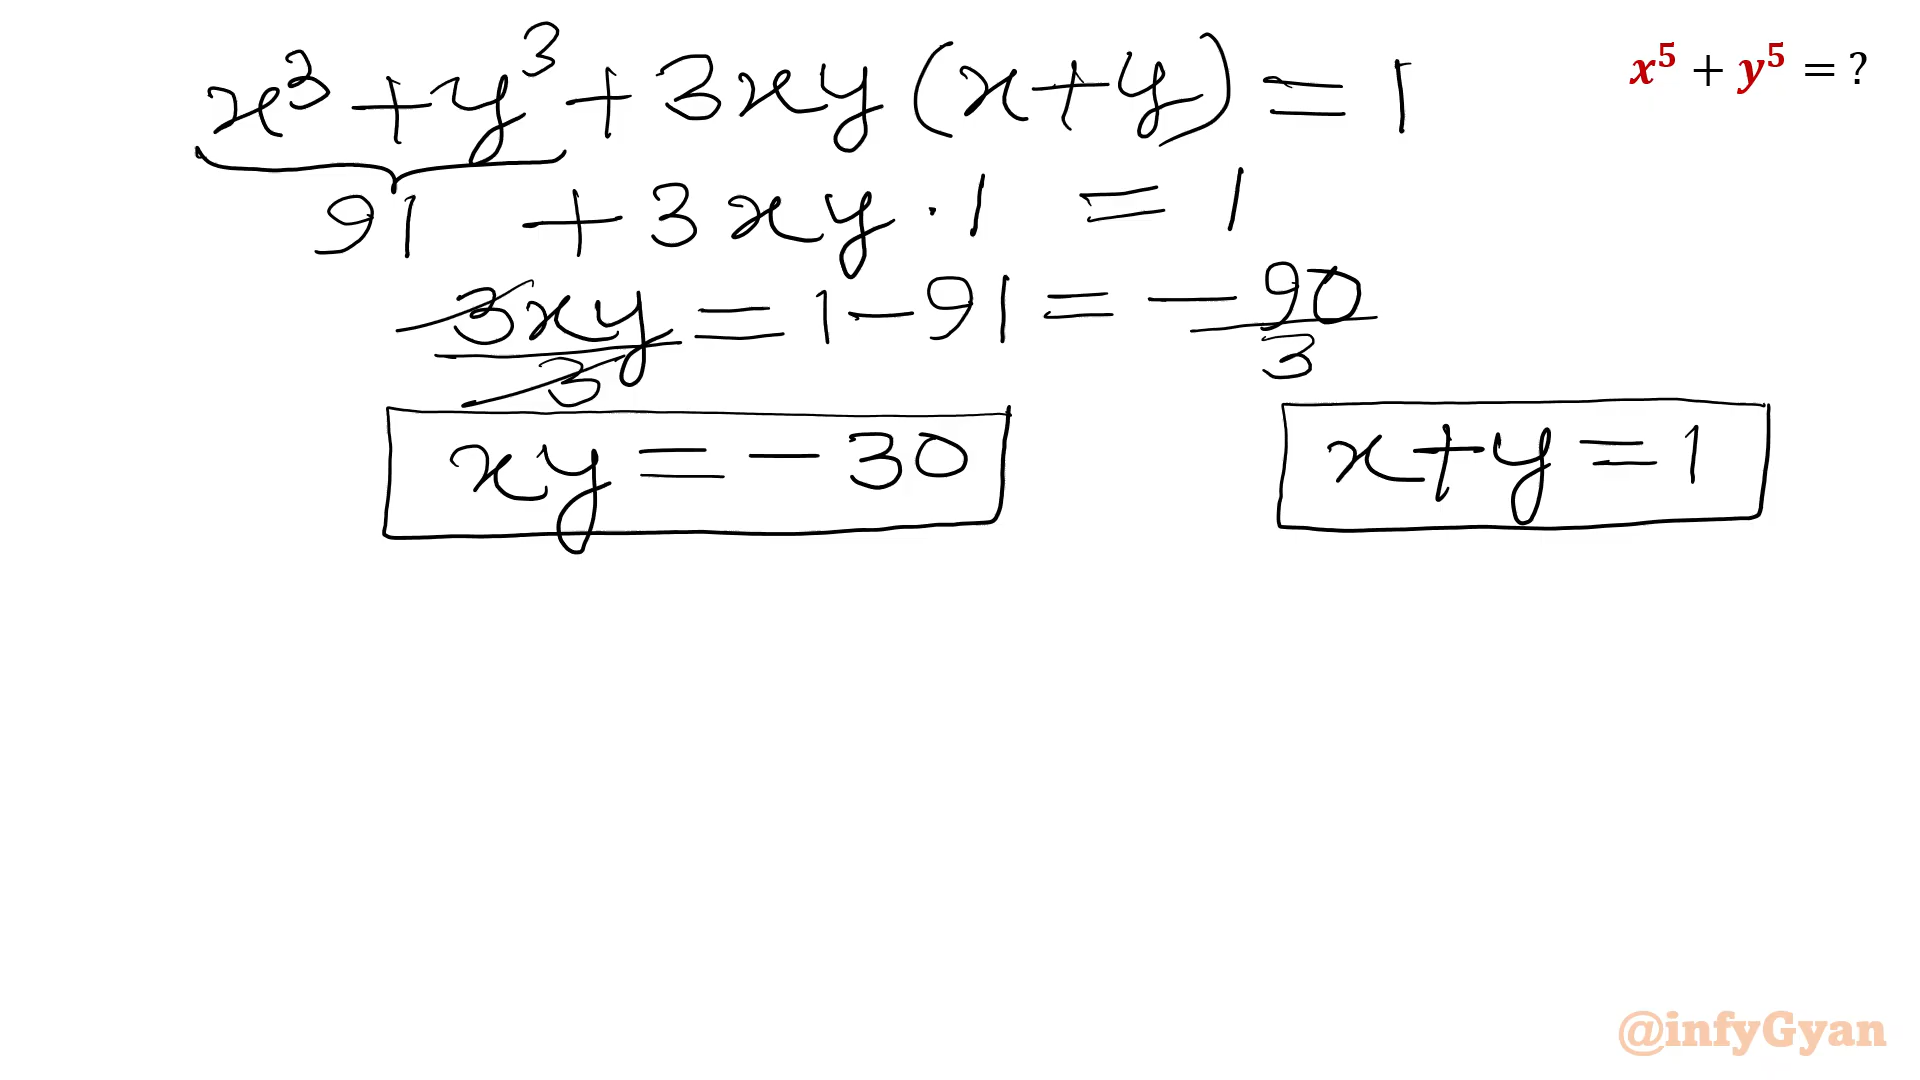 x³ + y³ + 3xy (x+y) = 1
x⁵ + y⁵ = ?
91 + 3xy · 1 = 1
3xy/3 = 1 − 91 = −90/3
xy = −30
x+y = 1
@infyGyan